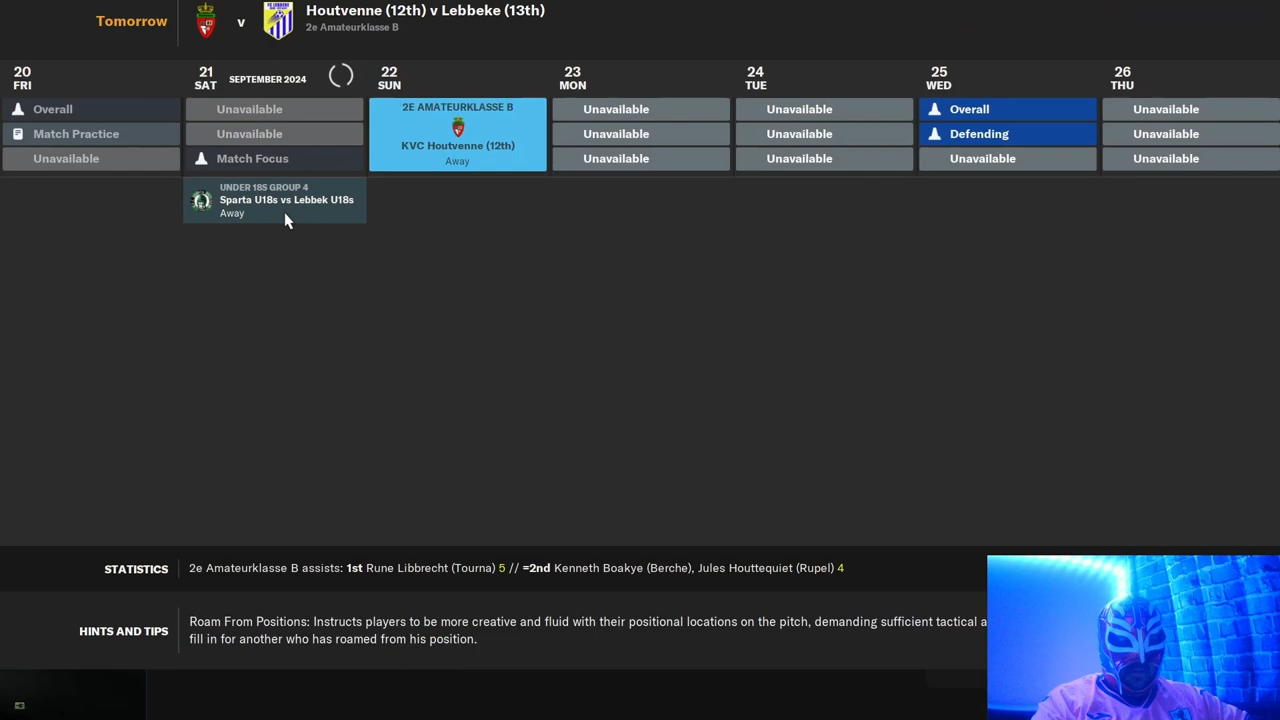 Tomorrow
v
Houtvenne (12th) v Lebbeke (13th)
2e Amateurklasse B
20
FRI
21
SAT
SEPTEMBER 2024
22
SUN
23
MON
24
TUE
25
WED
26
THU
Overall
Match Practice
Unavailable
Unavailable
Unavailable
Match Focus
2E AMATEURKLASSE B
KVC Houtvenne (12th)
Away
Unavailable
Unavailable
Unavailable
Unavailable
Unavailable
Unavailable
Overall
Defending
Unavailable
Unavailable
Unavailable
Unavailable
UNDER 18S GROUP 4
Sparta U18s vs Lebbek U18s
Away
STATISTICS
2e Amateurklasse B assists: 1st Rune Libbrecht (Tourna) 5 // =2nd Kenneth Boakye (Berche), Jules Houttequiet (Rupel) 4
HINTS AND TIPS
Roam From Positions: Instructs players to be more creative and fluid with their positional locations on the pitch, demanding sufficient tactical a
fill in for another who has roamed from his position.